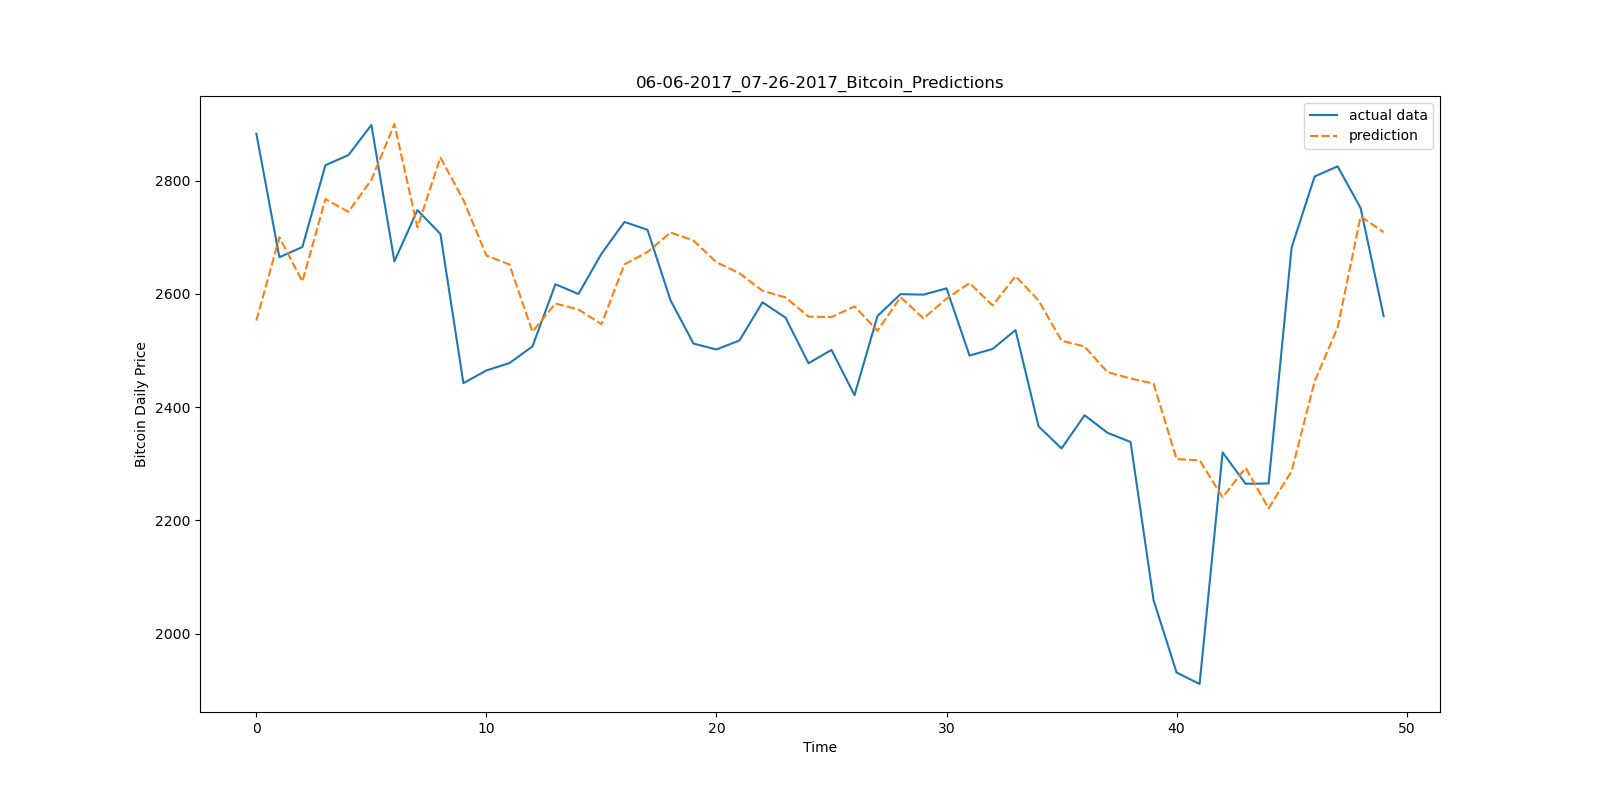 06-06-2017_07-26-2017_Bitcoin_Predictions
actual data
prediction
Bitcoin Daily Price
2800
2600
2400
2200
2000
0 10 20 30 40 50
Time